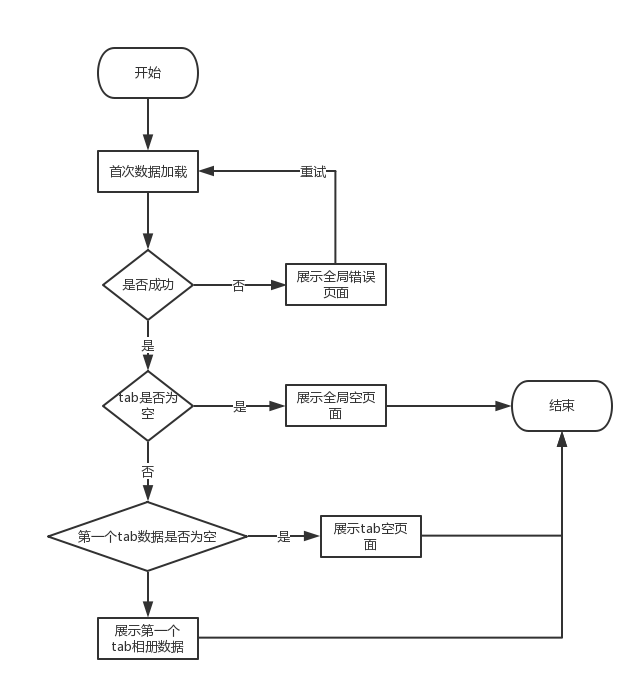 开始
首次数据加载
重试
是否成功
否
展示全局错误
页面
是
tab是否为
空
是
展示全局空页
面
结束
否
第一个tab数据是否为空
是
展示tab空页
面
展示第一个
tab相册数据